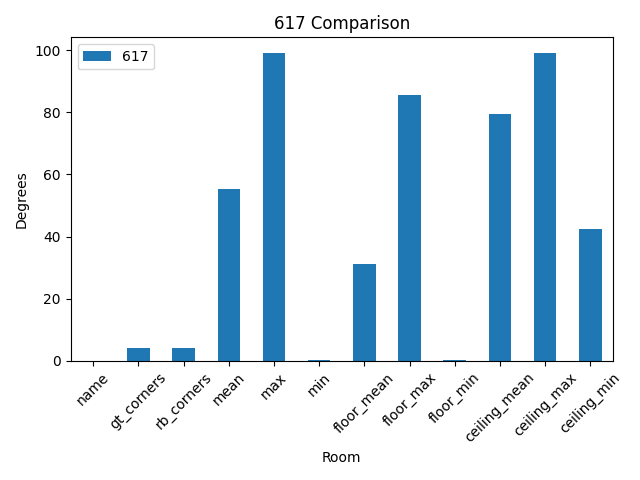 617 Comparison
617
Degrees
100
80
60
40
20
0
name
gt_corners
rb_corners
mean
max
min
floor_mean
floor_max
floor_min
ceiling_mean
ceiling_max
ceiling_min
Room